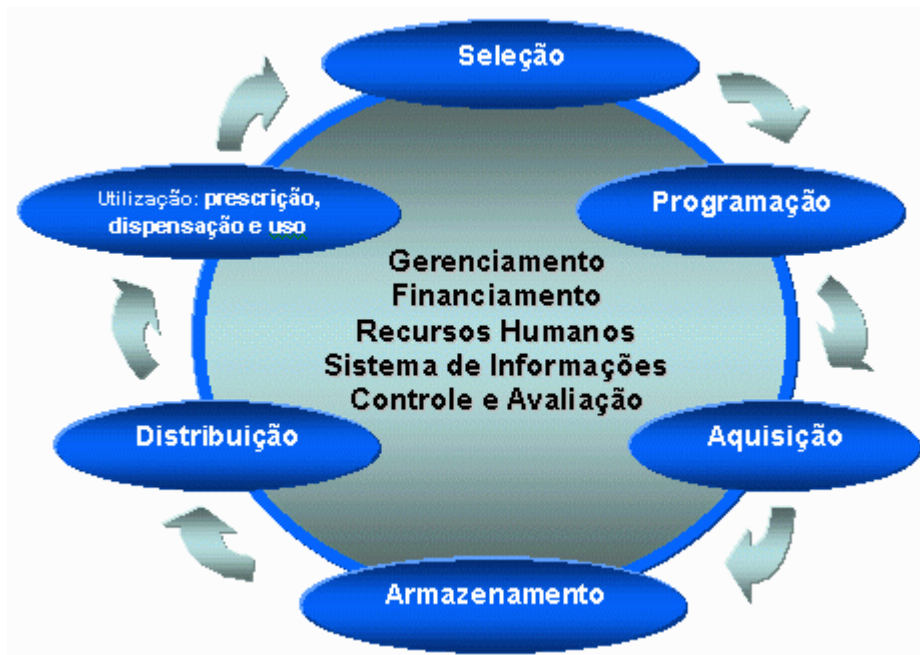 Seleção
Programação
Aquisição
Armazenamento
Distribuição
Utilização: prescrição,
dispensação e uso
Gerenciamento
Financiamento
Recursos Humanos
Sistema de Informações
Controle e Avaliação